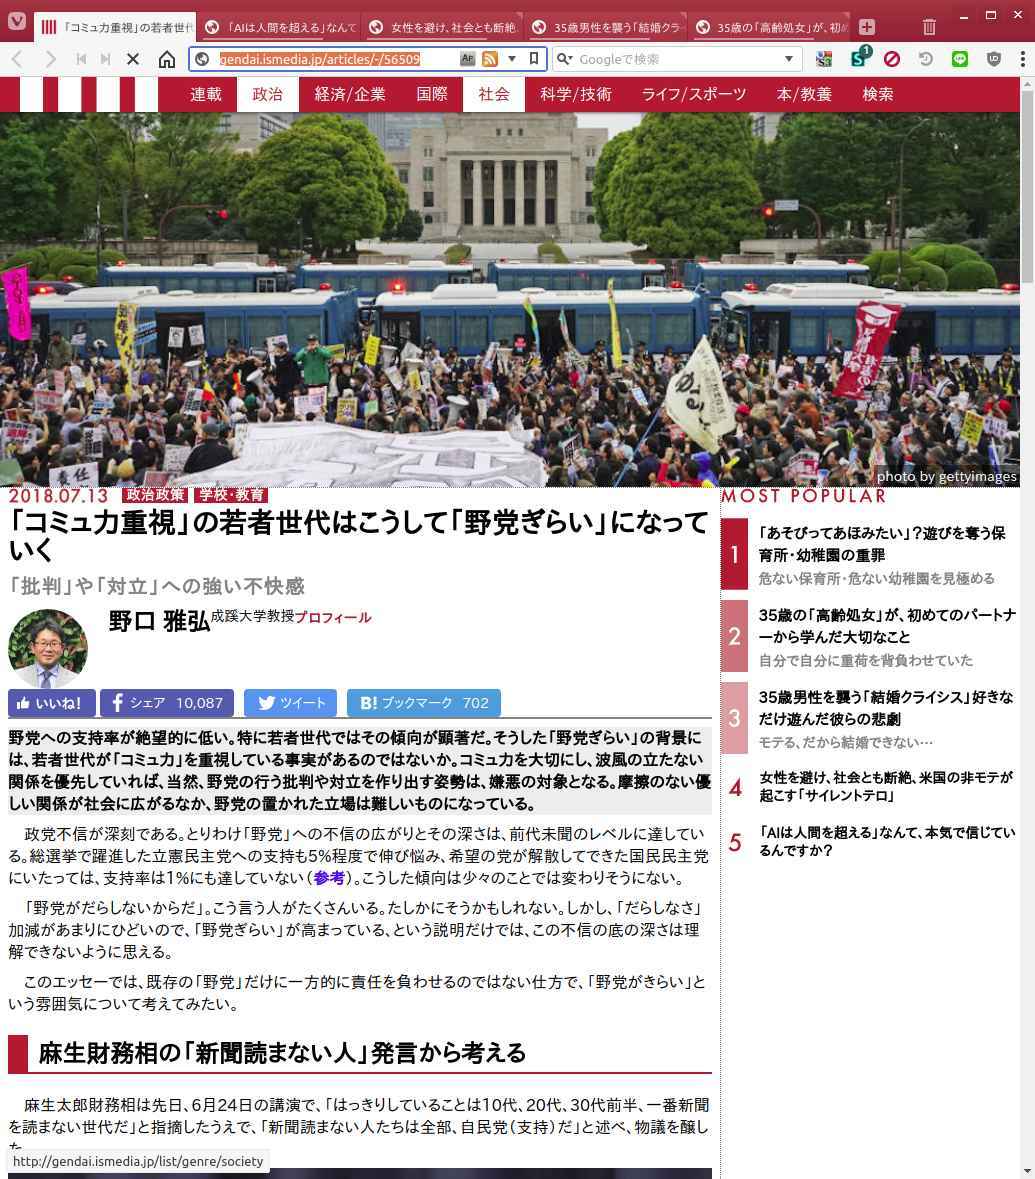 「コミュ力重視」の若者世代
「AIは人間を超える」なんて
女性を避け、社会とも断絶.
35歳男性を襲う「結婚クラ-
35歳の「高齢処女」が、初め
gendai.ismedia.jp/articles/-/56509
Googleで検索
1
連載 政治 経済/企業 国際 社会 科学/技術 ライフ/スポーツ 本/教養 検索
photo by gettyimages
2018.07.13 政治政策 学校・教育
「コミュ力重視」の若者世代はこうして「野党ぎらい」になって
いく
「批判」や「対立」への強い不快感
野口 雅弘 成蹊大学教授プロフィール
いいね! シェア 10,087 ツイート B! ブックマーク 702
野党への支持率が絶望的に低い。特に若者世代ではその傾向が顕著だ。そうした「野党ぎらい」の背景に
は、若者世代が「コミュ力」を重視している事実があるのではないか。コミュ力を大切にし、波風の立たない
関係を優先していれば、当然、野党の行う批判や対立を作り出す姿勢は、嫌悪の対象となる。摩擦のない優
しい関係が社会に広がるなか、野党の置かれた立場は難しいものになっている。
政党不信が深刻である。とりわけ「野党」への不信の広がりとその深さは、前代未聞のレベルに達してい
る。総選挙で躍進した立憲民主党への支持も5%程度で伸び悩み、希望の党が解散してできた国民民主党
にいたっては、支持率は1%にも達していない（参考）。こうした傾向は少々のことでは変わりそうにない。
「野党がだらしないからだ」。こう言う人がたくさんいる。たしかにそうかもしれない。しかし、「だらしなさ」
加減があまりにひどいので、「野党ぎらい」が高まっている、という説明だけでは、この不信の底の深さは理
解できないように思える。
このエッセーでは、既存の「野党」だけに一方的に責任を負わせるのではない仕方で、「野党がきらい」と
いう雰囲気について考えてみたい。
麻生財務相の「新聞読まない人」発言から考える
麻生太郎財務相は先日、6月24日の講演で、「はっきりしていることは10代、20代、30代前半、一番新聞
を読まない世代だ」と指摘したうえで、「新聞読まない人たちは全部、自民党（支持）だ」と述べ、物議を醸し
た
http://gendai.ismedia.jp/list/genre/society
MOST POPULAR
1
「あそびってあほみたい」？遊びを奪う保
育所・幼稚園の重罪
危ない保育所・危ない幼稚園を見極める
2
35歳の「高齢処女」が、初めてのパートナ
ーから学んだ大切なこと
自分で自分に重荷を背負わせていた
3
35歳男性を襲う「結婚クライシス」好きな
だけ遊んだ彼らの悲劇
モテる、だから結婚できない…
4
女性を避け、社会とも断絶、米国の非モテが
起こす「サイレントテロ」
5
「AIは人間を超える」なんて、本気で信じてい
るんですか？